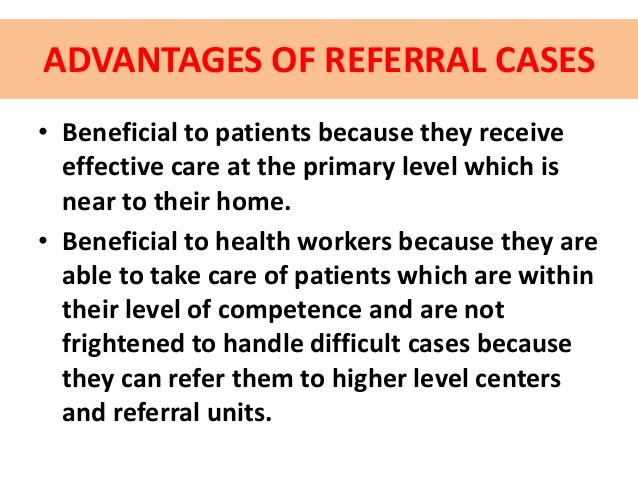 ADVANTAGES OF REFERRAL CASES
• Beneficial to patients because they receive
effective care at the primary level which is
near to their home.
• Beneficial to health workers because they are
able to take care of patients which are within
their level of competence and are not
frightened to handle difficult cases because
they can refer them to higher level centers
and referral units.